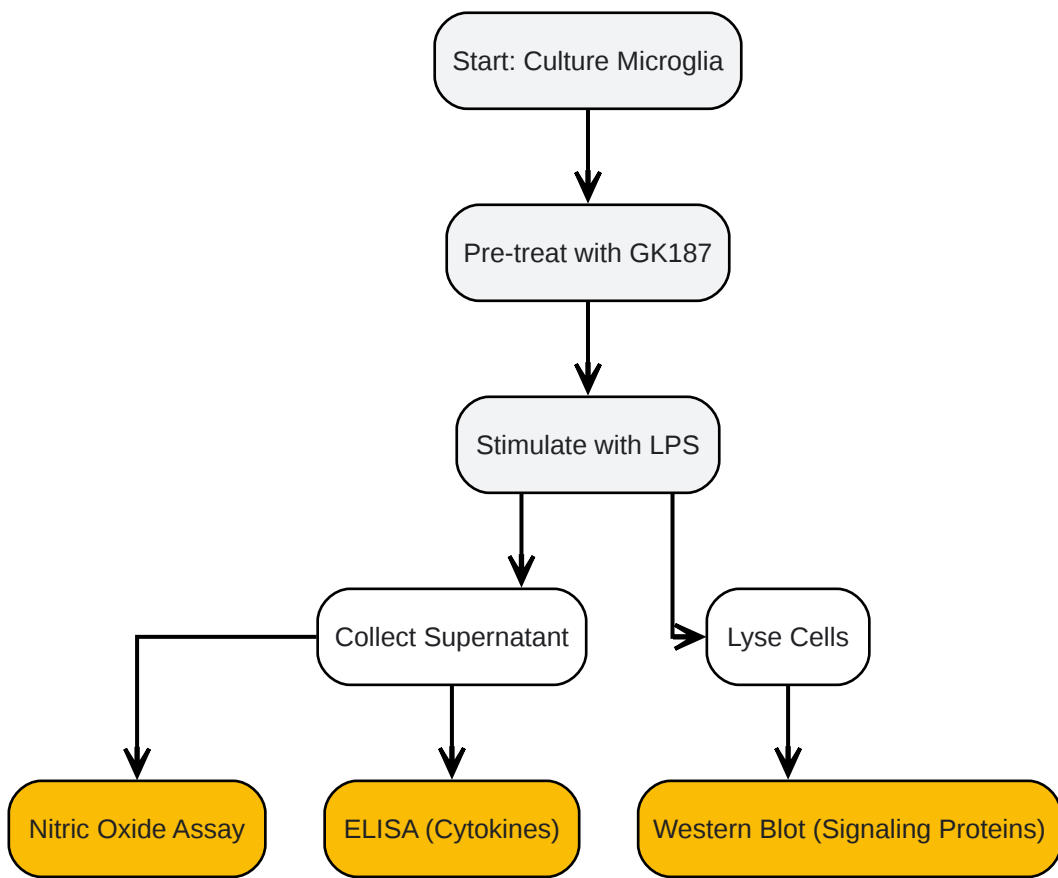 Start: Culture Microglia
Pre-treat with GK187
Stimulate with LPS
Collect Supernatant
Lyse Cells
Nitric Oxide Assay
ELISA (Cytokines)
Western Blot (Signaling Proteins)